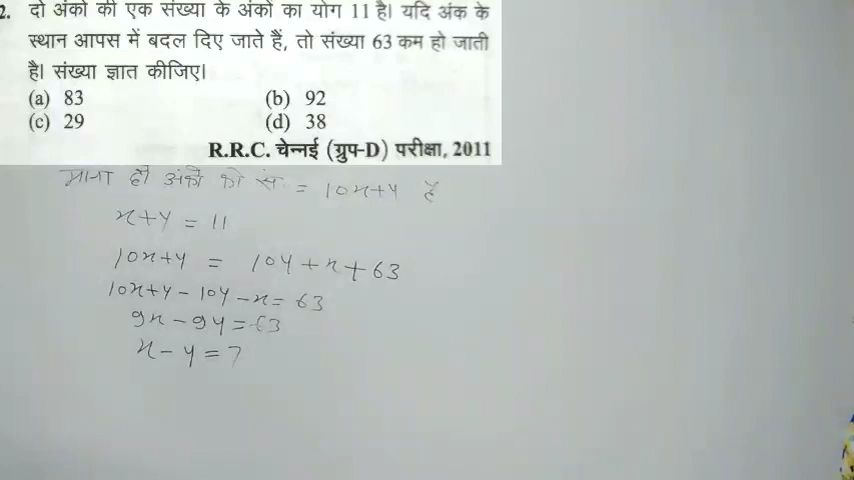 2. दो अंकों की एक संख्या के अंकों का योग 11 है। यदि अंक के
स्थान आपस में बदल दिए जाते हैं, तो संख्या 63 कम हो जाती
है। संख्या ज्ञात कीजिए।
(a) 83 (b) 92
(c) 29 (d) 38
R.R.C. चेन्नई (ग्रुप-D) परीक्षा, 2011
माना दो अंकों की सं. = 10x+y है
x+y = 11
10x+y = 10y+x+63
10x+y-10y-x= 63
9x-9y=63
x-y=7